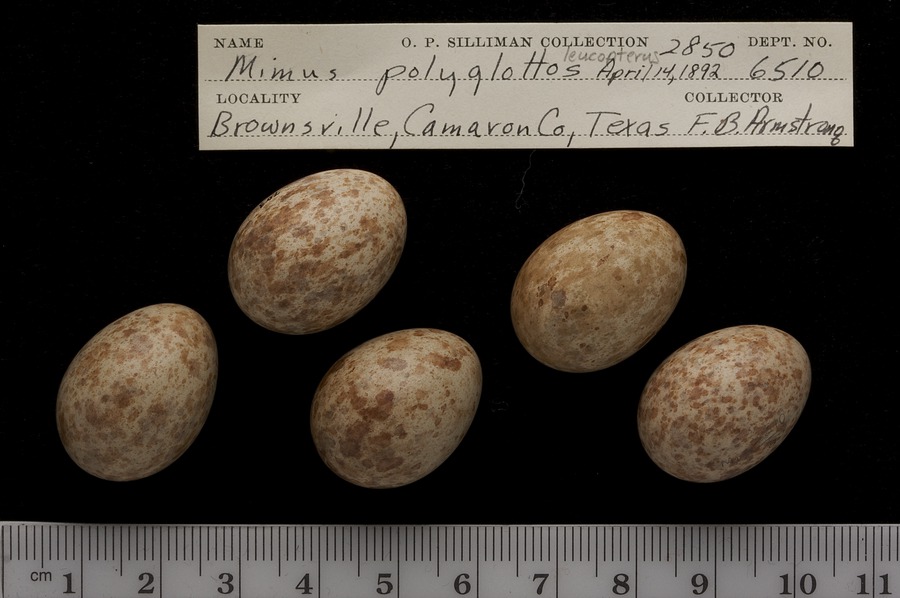 NAME O. P. SILLIMAN COLLECTION 2850 DEPT. NO.
Mimus polyglottos leucopterus April 14, 1892 6510
LOCALITY COLLECTOR
Brownsville, Camaron Co, Texas F. B. Armstrong
cm 1 2 3 4 5 6 7 8 9 10 11